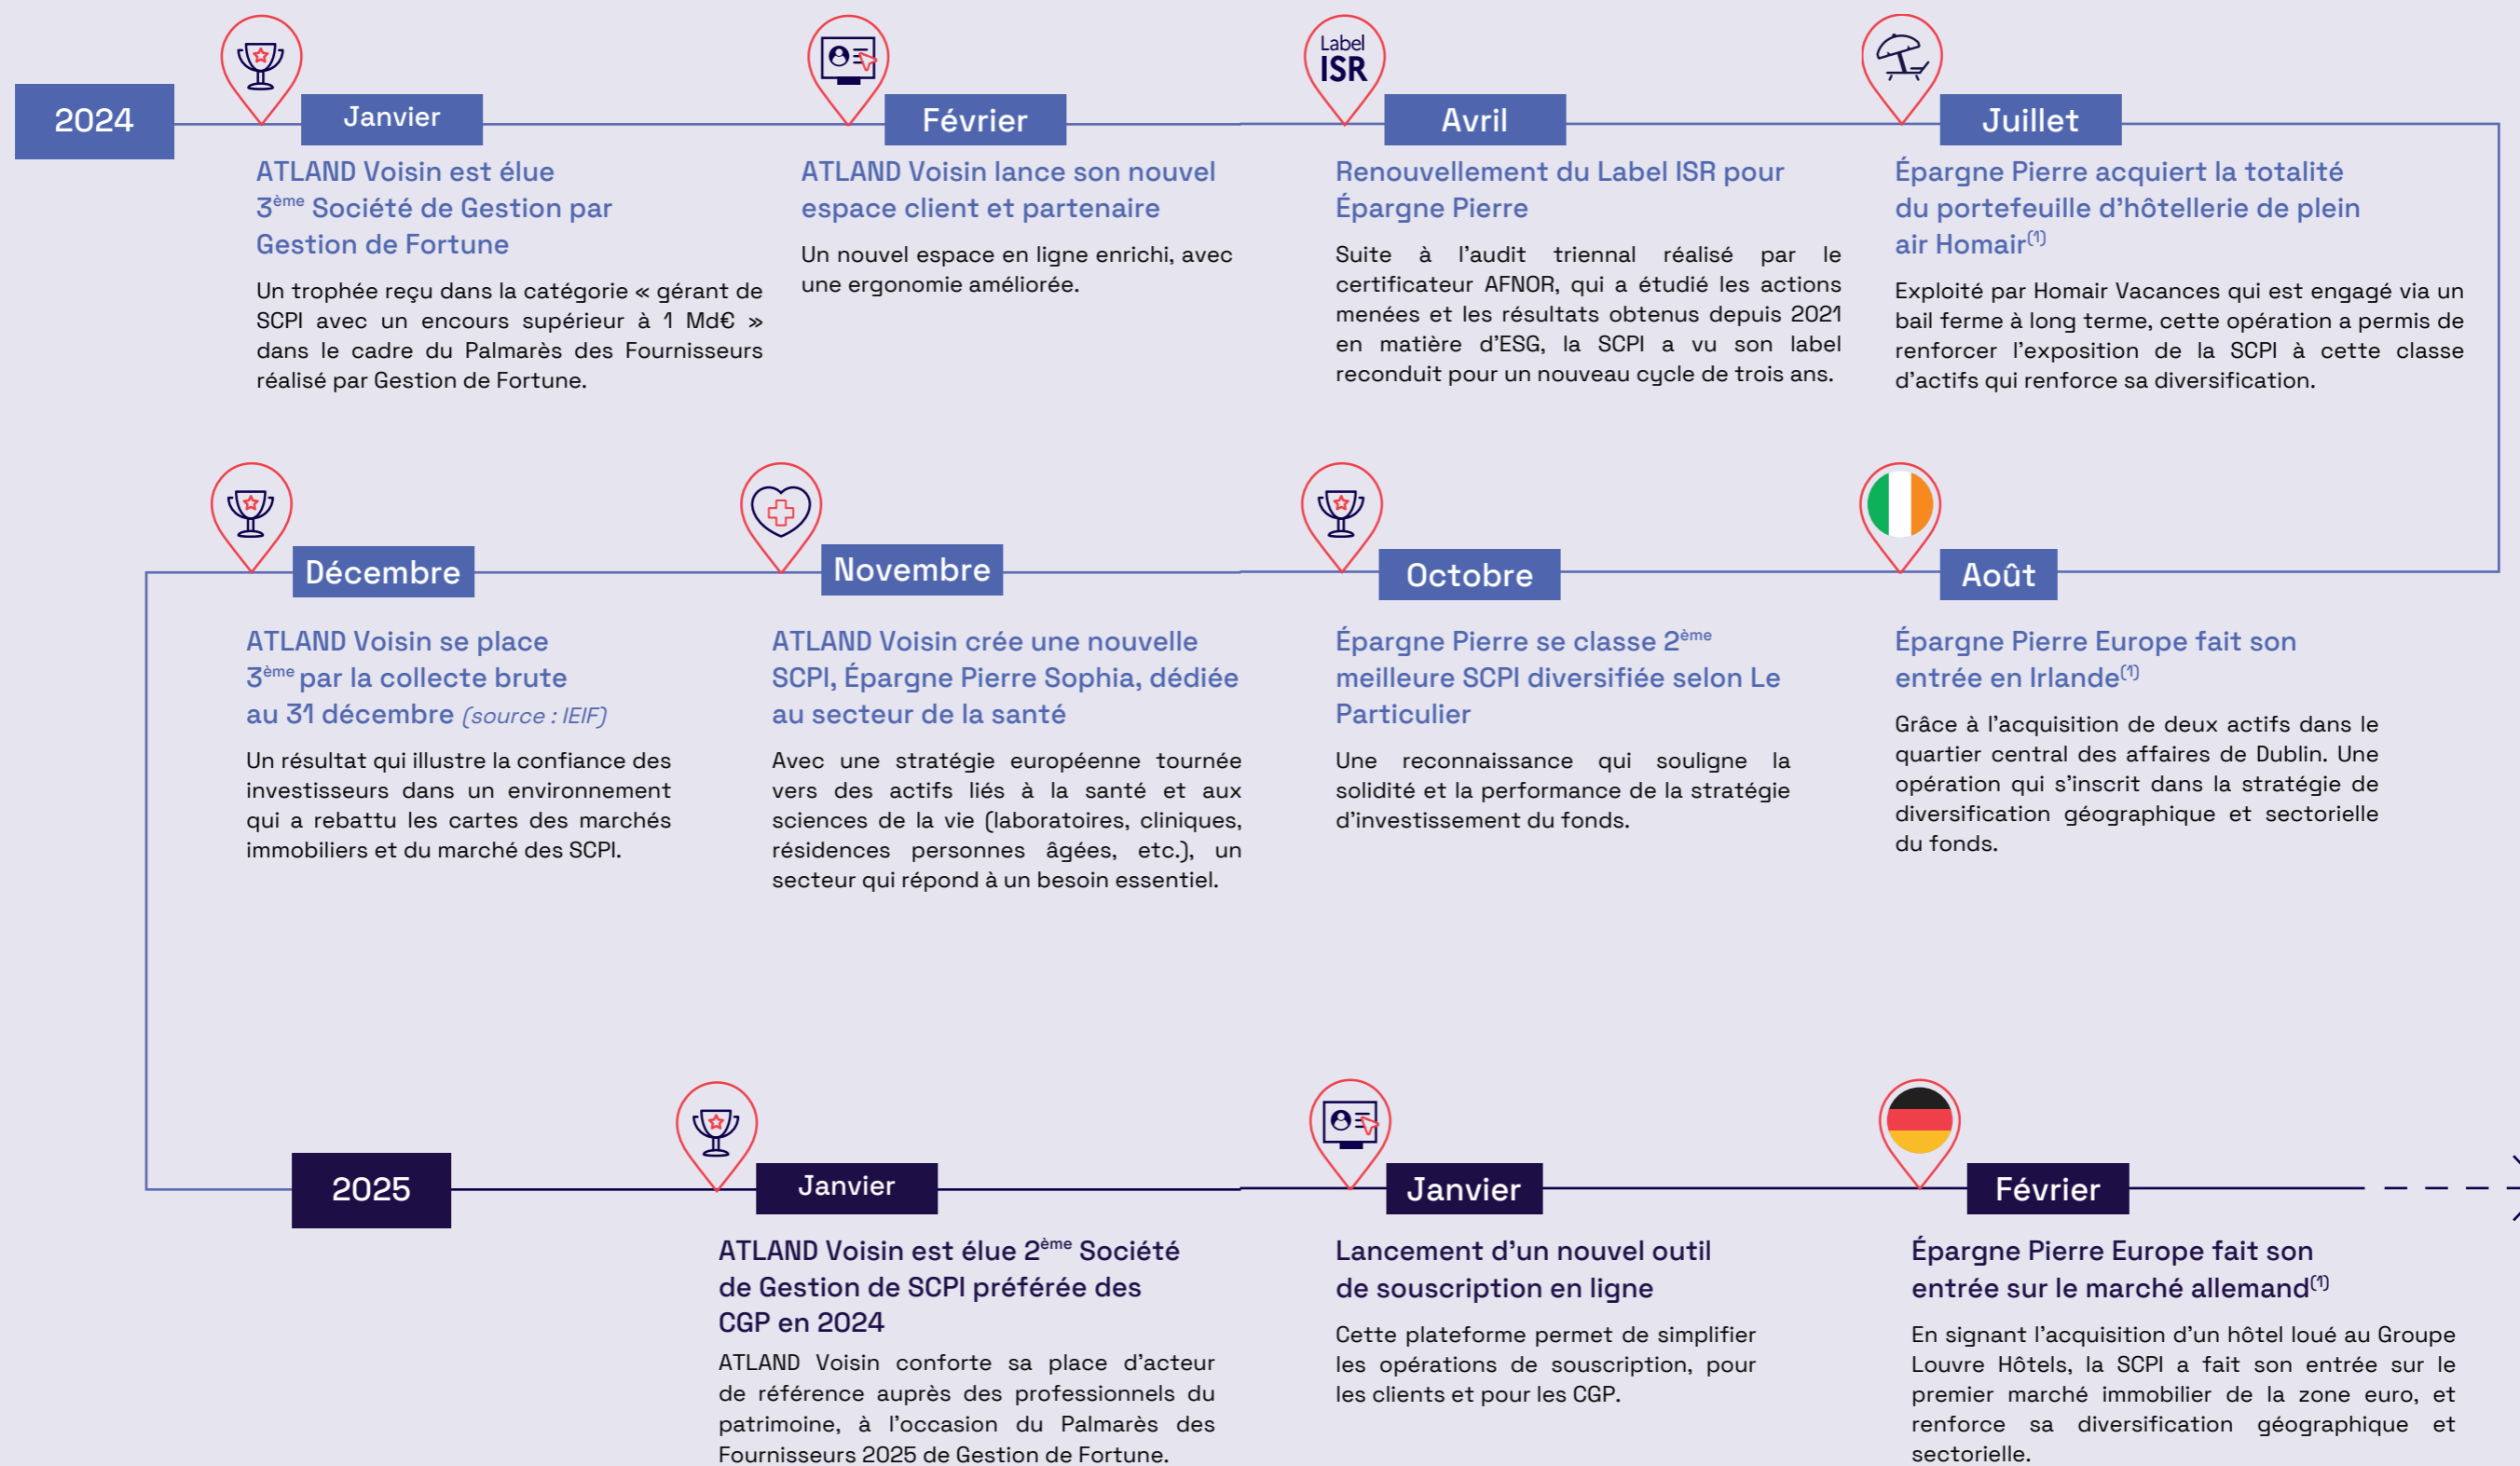 2024
Label
ISR
Janvier
ATLAND Voisin est élue
3ème Société de Gestion par
Gestion de Fortune
Un trophée reçu dans la catégorie « gérant de
SCPI avec un encours supérieur à 1 Md€ »
dans le cadre du Palmarès des Fournisseurs
réalisé par Gestion de Fortune.
Février
ATLAND Voisin lance son nouvel
espace client et partenaire
Un nouvel espace en ligne enrichi, avec
une ergonomie améliorée.
Avril
Renouvellement du Label ISR pour
Épargne Pierre
Suite à l'audit triennal réalisé par le
certificateur AFNOR, qui a étudié les actions
menées et les résultats obtenus depuis 2021
en matière d'ESG, la SCPI a vu son label
reconduit pour un nouveau cycle de trois ans.
Juillet
Épargne Pierre acquiert la totalité
du portefeuille d'hôtellerie de plein
air Homair(1)
Exploité par Homair Vacances qui est engagé via un
bail ferme à long terme, cette opération a permis de
renforcer l'exposition de la SCPI à cette classe
d'actifs qui renforce sa diversification.
Août
Épargne Pierre Europe fait son
entrée en Irlande(1)
Grâce à l'acquisition de deux actifs dans le
quartier central des affaires de Dublin. Une
opération qui s'inscrit dans la stratégie de
diversification géographique et sectorielle
du fonds.
Octobre
Épargne Pierre se classe 2ème
meilleure SCPI diversifiée selon Le
Particulier
Une reconnaissance qui souligne la
solidité et la performance de la stratégie
d'investissement du fonds.
Novembre
ATLAND Voisin crée une nouvelle
SCPI, Épargne Pierre Sophia, dédiée
au secteur de la santé
Avec une stratégie européenne tournée
vers des actifs liés à la santé et aux
sciences de la vie (laboratoires, cliniques,
résidences personnes âgées, etc.), un
secteur qui répond à un besoin essentiel.
Décembre
ATLAND Voisin se place
3ème par la collecte brute
au 31 décembre (source : IEIF)
Un résultat qui illustre la confiance des
investisseurs dans un environnement
qui a rebattu les cartes des marchés
immobiliers et du marché des SCPI.
2025
Janvier
ATLAND Voisin est élue 2ème Société
de Gestion de SCPI préférée des
CGP en 2024
ATLAND Voisin conforte sa place d'acteur
de référence auprès des professionnels du
patrimoine, à l'occasion du Palmarès des
Fournisseurs 2025 de Gestion de Fortune.
Janvier
Lancement d'un nouvel outil
de souscription en ligne
Cette plateforme permet de simplifier
les opérations de souscription, pour
les clients et pour les CGP.
Février
Épargne Pierre Europe fait son
entrée sur le marché allemand(1)
En signant l'acquisition d'un hôtel loué au Groupe
Louvre Hôtels, la SCPI a fait son entrée sur le
premier marché immobilier de la zone euro, et
renforce sa diversification géographique et
sectorielle.